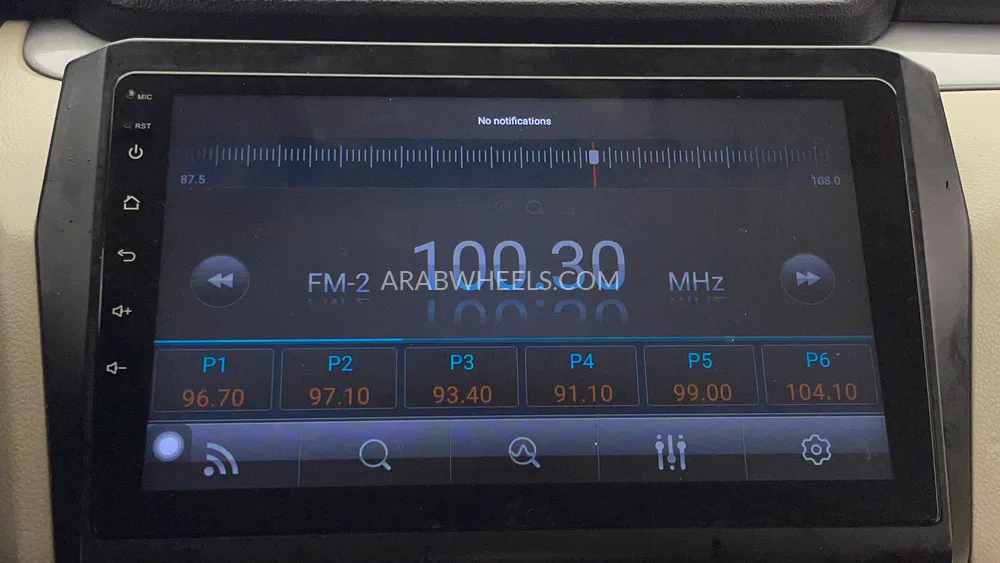 MIC
RST
No notifications
87.5
108.0
FM-2 100.30 MHz
ARABWHEELS.COM
P1 P2 P3 P4 P5 P6
96.70 97.10 93.40 91.10 99.00 104.10